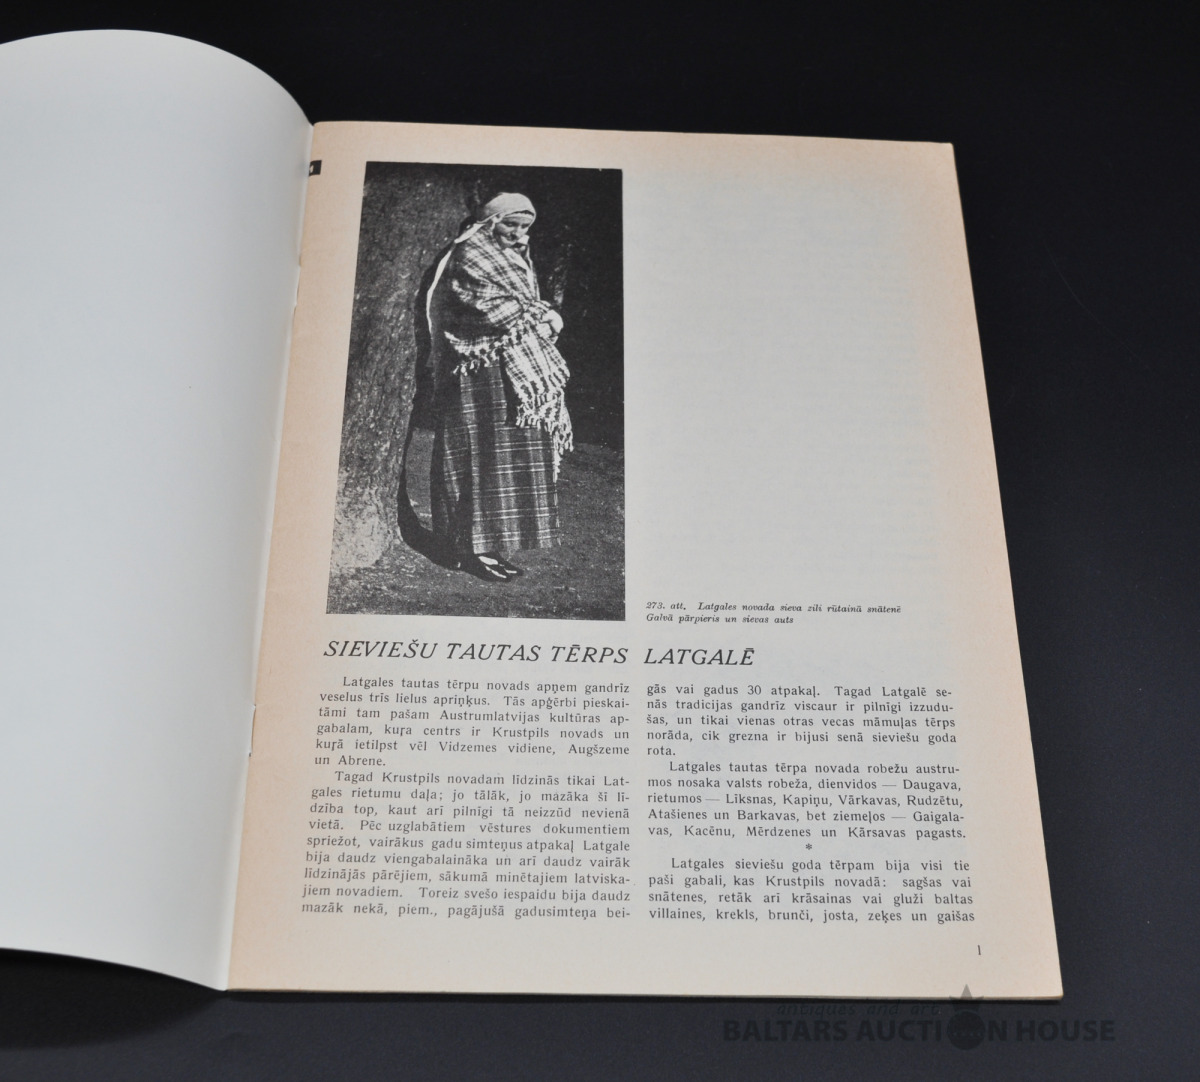 273. att. Latgales novada sieva zili rūtainā snātenē
Galvā pārpieris un sievas auts
SIEVIEŠU TAUTAS TĒRPS LATGALĒ
Latgales tautas tērpu novads apņem gandrīz
veselus trīs lielus apriņķus. Tās apģērbi pieskai-
tāmi tam pašam Austrumlatvijas kultūras ap-
gabalam, kuŗa centrs ir Krustpils novads un
kuŗā ietilpst vēl Vidzemes vidiene, Augšzeme
un Abrene.
Tagad Krustpils novadam līdzinās tikai Lat-
gales rietumu daļa; jo tālāk, jo mazāka šī lī-
dzība top, kaut arī pilnīgi tā neizzūd nevienā
vietā. Pēc uzglabātiem vēstures dokumentiem
spriežot, vairākus gadu simteņus atpakaļ Latgale
bija daudz viengabalaināka un arī daudz vairāk
līdzinājās pārējiem, sākumā minētajiem latviska-
jiem novadiem. Toreiz svešo iespaidu bija daudz
mazāk nekā, piem., pagājušā gadusimteņa bei-
gās vai gadus 30 atpakaļ. Tagad Latgalē se-
nās tradicijas gandrīz viscaur ir pilnīgi izzudu-
šas, un tikai vienas otras vecas māmuļas tērps
norāda, cik grezna ir bijusi senā sieviešu goda
rota.
Latgales tautas tērpa novada robežu austru-
mos nosaka valsts robeža, dienvidos — Daugava,
rietumos — Līksnas, Kapiņu, Vārkavas, Rudzētu,
Atašienes un Barkavas, bet ziemeļos — Gaigala-
vas, Kacēnu, Mērdzenes un Kārsavas pagasts.
*
Latgales sieviešu goda tērpam bija visi tie
paši gabali, kas Krustpils novadā: sagšas vai
snātenes, retāk arī krāsainas vai gluži baltas
villaines, krekls, brunči, josta, zeķes un gaišas
1
antiques and art
BALTARS AUCTION HOUSE